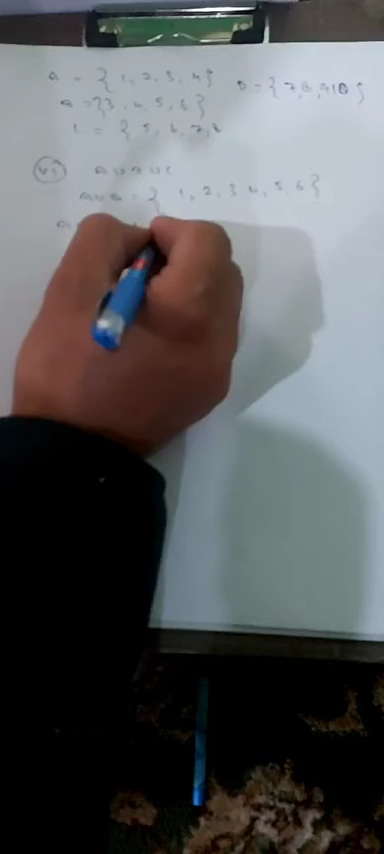 A = {1, 2, 3, 4} D = {7,8,9,10}
B = {3, 4, 5, 6}
C = {5, 6, 7, 8
vi A∪B∪C
A∪B = {1, 2, 3 4, 5, 6}